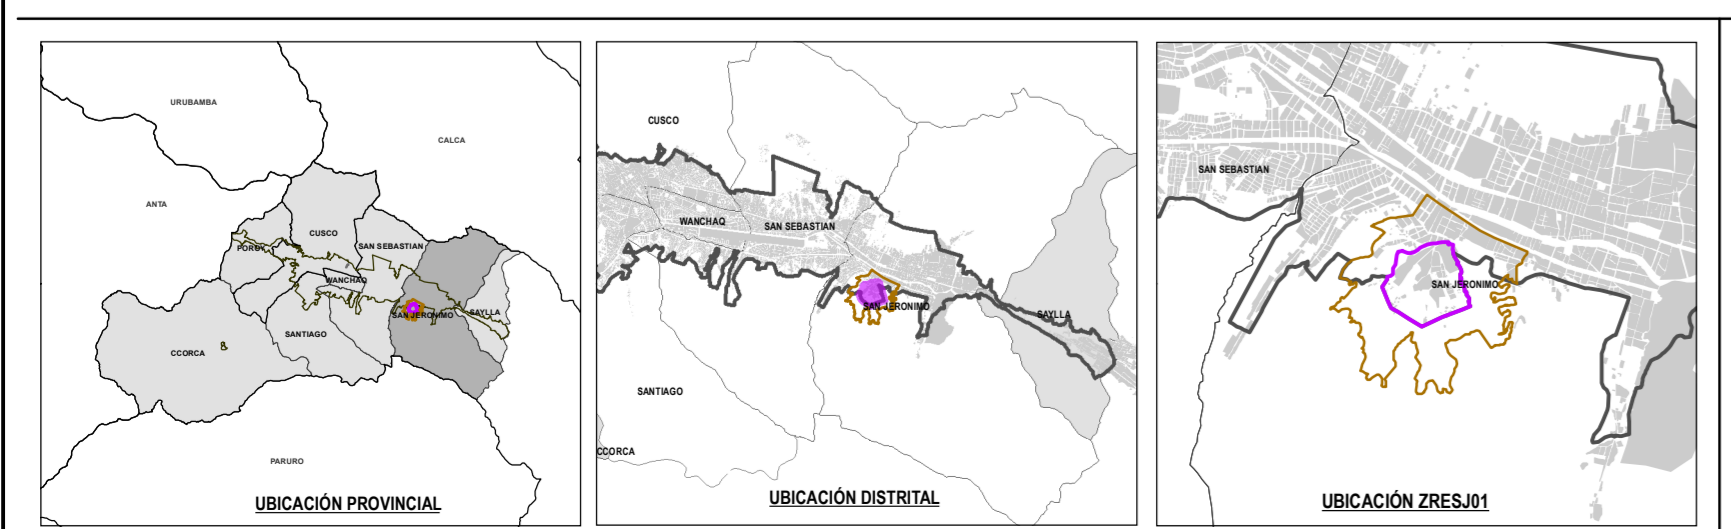 URUBAMBA
CALCA
ANTA
CUSCO
POROY
SAN SEBASTIAN
WANCHAQ
SAN JERONIMO
SAYLLA
SANTIAGO
CCORCA
PARURO
UBICACIÓN PROVINCIAL
CUSCO
WANCHAQ
SAN SEBASTIAN
SAN JERONIMO
SAYLLA
SANTIAGO
CCORCA
UBICACIÓN DISTRITAL
SAN SEBASTIAN
SAN JERONIMO
UBICACIÓN ZRESJ01